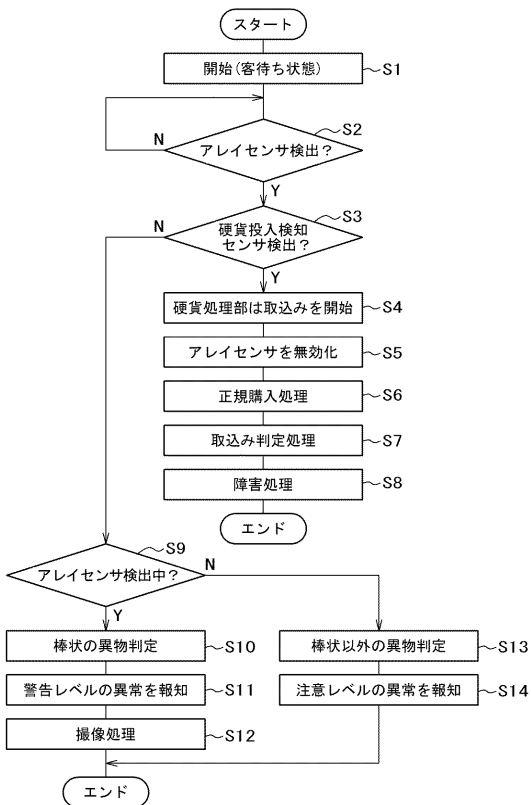 スタート
開始(客待ち状態)
S1
アレイセンサ検出?
S2
N
Y
硬貨投入検知
センサ検出?
S3
N
Y
硬貨処理部は取込みを開始
S4
アレイセンサを無効化
S5
正規購入処理
S6
取込み判定処理
S7
障害処理
S8
エンド
アレイセンサ検出中?
S9
N
Y
棒状の異物判定
S10
棒状以外の異物判定
S13
警告レベルの異常を報知
S11
注意レベルの異常を報知
S14
撮像処理
S12
エンド